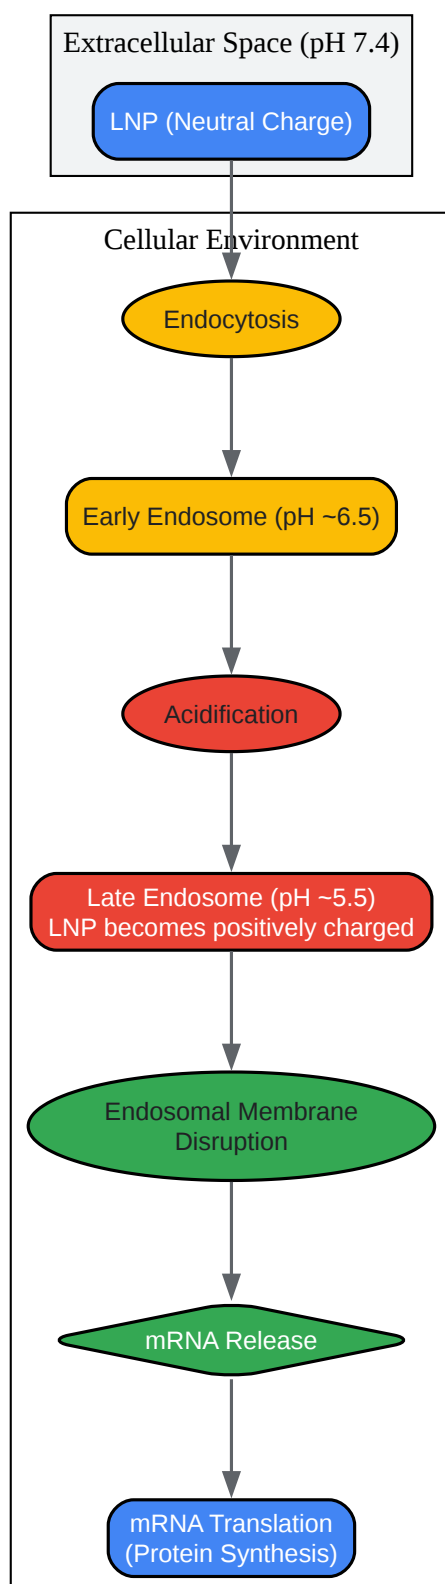 Extracellular Space (pH 7.4)
LNP (Neutral Charge)
Cellular Environment
Endocytosis
Early Endosome (pH ~6.5)
Acidification
Late Endosome (pH ~5.5)
LNP becomes positively charged
Endosomal Membrane
Disruption
mRNA Release
mRNA Translation
(Protein Synthesis)